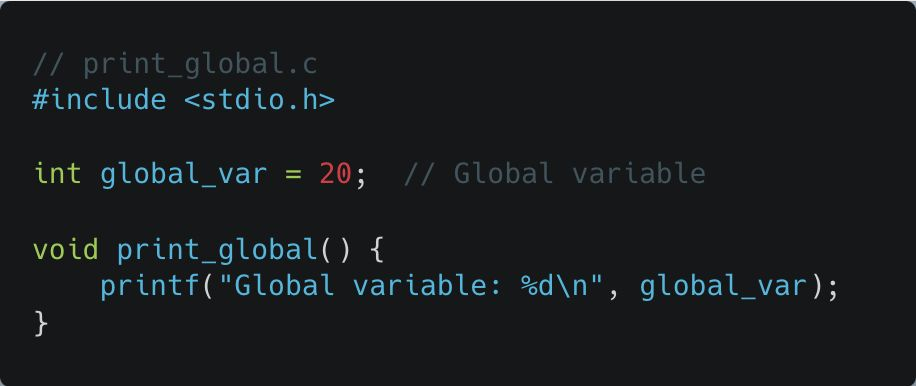 // print_global.c
#include <stdio.h>

int global_var = 20;  // Global variable

void print_global() {
    printf("Global variable: %d\n", global_var);
}